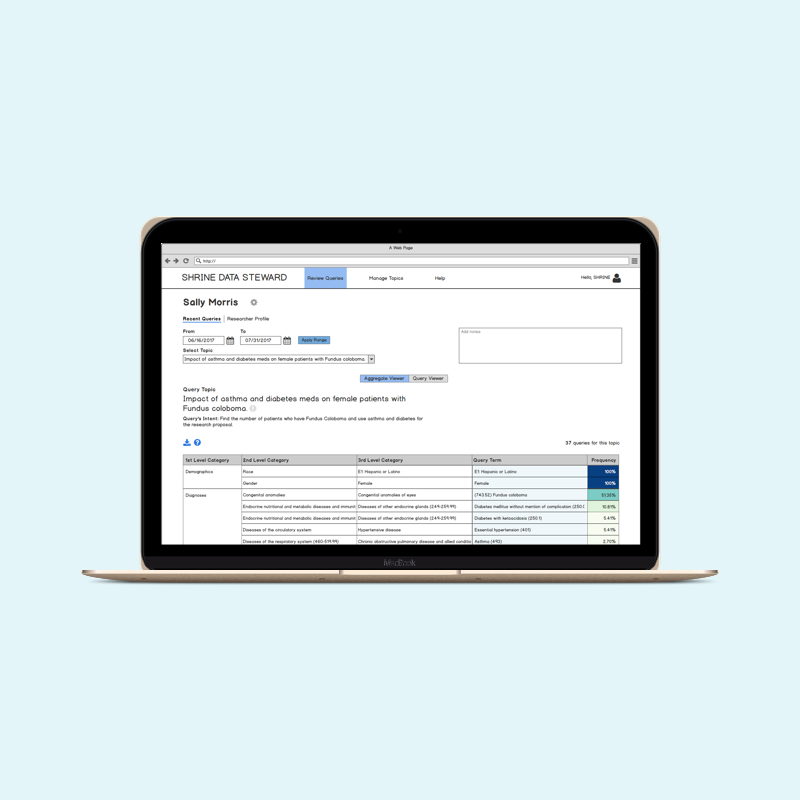 A Web Page
http://
SHRINE DATA STEWARD Review Queries Manage Topics Help Hello, SHRINE
Sally Morris
Recent Queries | Researcher Profile
From To
06/16/2017 07/31/2017 Apply Range
Add notes
Select Topic
Impact of asthma and diabetes meds on female patients with Fundus coloboma.
Aggregate Viewer Query Viewer
Query Topic
Impact of asthma and diabetes meds on female patients with
Fundus coloboma.
Query's Intent: Find the number of patients who have Fundus Coloboma and use asthma and diabetes for
the research proposal.
37 queries for this topic
1st Level Category 2nd Level Category 3rd Level Category Query Term Frequency
Demographics Race E1 Hispanic or Latino E1 Hispanic or Latino 100%
Gender Female Female 100%
Diagnoses Congenital anomalies Congenital anomalies of eyes (743.52) Fundus coloboma
Endocrine nutritional and metabolic diseases and immunit Diseases of other endocrine glands (249-259.99) Diabetes mellitus without mention of complication (250.( 10.81%
Endocrine nutritional and metabolic diseases and immunit Diseases of other endocrine glands (249-259.99) Diabetes with ketoacidosis (250.1) 5.41%
Diseases of the circulatory system Hypertensive disease Essential hypertension (401) 5.41%
Diseases of the respiratory system (460-519.99) Chronic obstructive pulmonary disease and allied conditio Asthma (493) 2.70%
MacBook